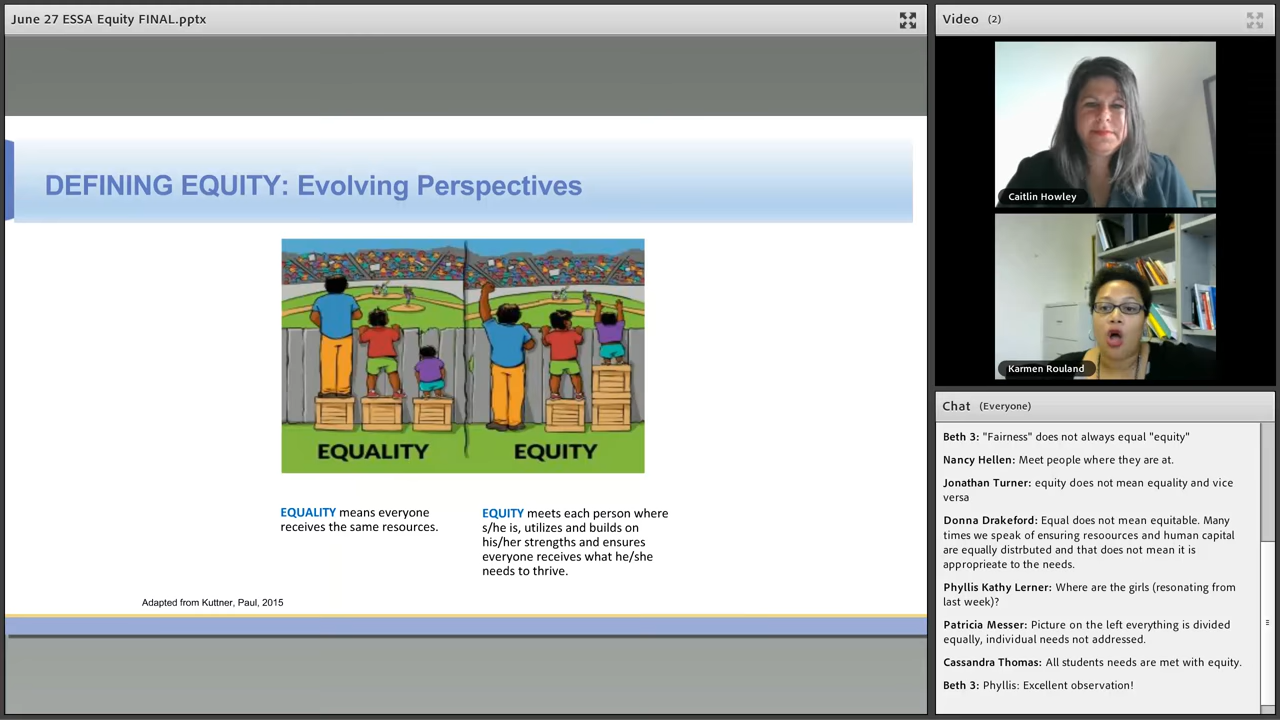 June 27 ESSA Equity FINAL.pptx
DEFINING EQUITY: Evolving Perspectives
EQUALITY
EQUITY
EQUALITY means everyone
receives the same resources.
EQUITY meets each person where
s/he is, utilizes and builds on
his/her strengths and ensures
everyone receives what he/she
needs to thrive.
Adapted from Kuttner, Paul, 2015
Video (2)
Caitlin Howley
Karmen Rouland
Chat (Everyone)
Beth 3: "Fairness" does not always equal "equity"
Nancy Hellen: Meet people where they are at.
Jonathan Turner: equity does not mean equality and vice
versa
Donna Drakeford: Equal does not mean equitable. Many
times we speak of ensuring resoources and human capital
are equally distrbuted and that does not mean it is
approprieate to the needs.
Phyllis Kathy Lerner: Where are the girls (resonating from
last week)?
Patricia Messer: Picture on the left everything is divided
equally, individual needs not addressed.
Cassandra Thomas: All students needs are met with equity.
Beth 3: Phyllis: Excellent observation!